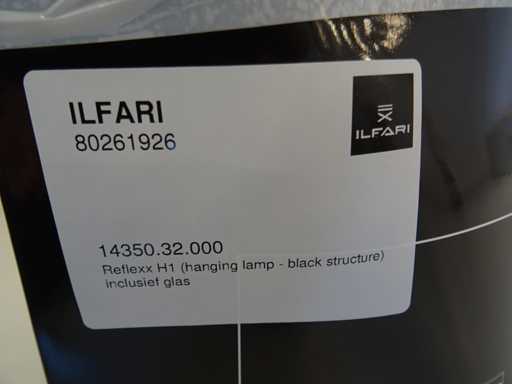 ILFARI
80261926
ILFARI
14350.32.000
Reflexx H1 (hanging lamp - black structure)
inclusief glas